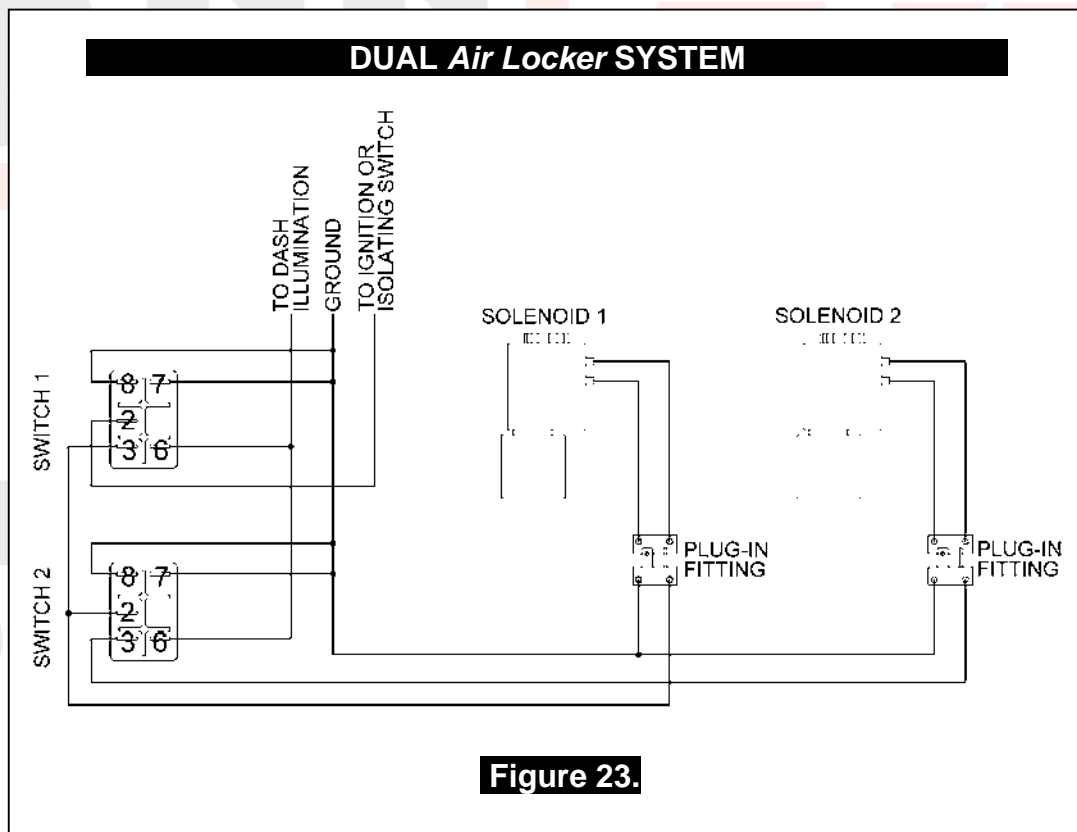 DUAL Air Locker SYSTEM
TO DASH
ILLUMINATION
GROUND
TO IGNITION OR
ISOLATING SWITCH
SOLENOID 1
SOLENOID 2
SWITCH 1
8 7
2
3 6
SWITCH 2
8 7
2
3 6
PLUG-IN
FITTING
PLUG-IN
FITTING
Figure 23.